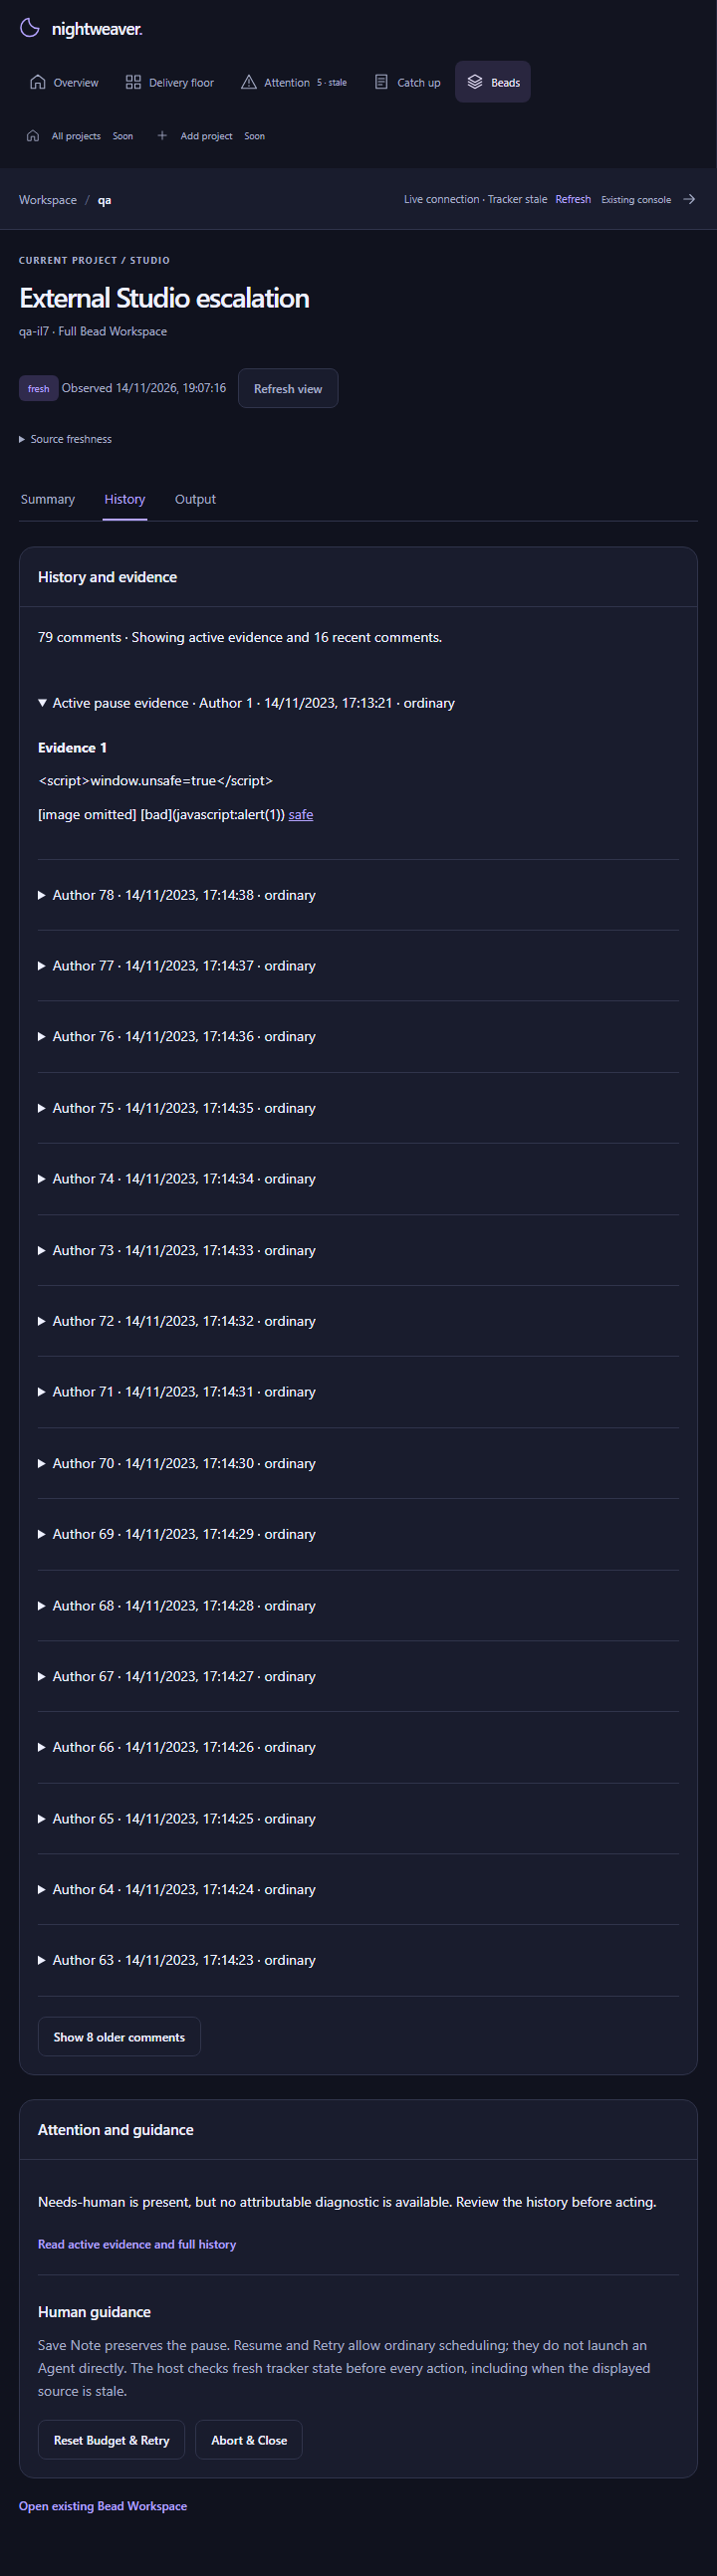 nightweaver.
Overview Delivery floor Attention 5 · stale Catch up Beads
All projects Soon Add project Soon
Workspace / qa Live connection · Tracker stale Refresh Existing console
CURRENT PROJECT / STUDIO
External Studio escalation
qa-il7 · Full Bead Workspace
fresh Observed 14/11/2026, 19:07:16 Refresh view
Source freshness
Summary History Output
History and evidence
79 comments · Showing active evidence and 16 recent comments.
Active pause evidence · Author 1 · 14/11/2023, 17:13:21 · ordinary
Evidence 1
<script>window.unsafe=true</script>
[image omitted] [bad](javascript:alert(1)) safe
Author 78 · 14/11/2023, 17:14:38 · ordinary
Author 77 · 14/11/2023, 17:14:37 · ordinary
Author 76 · 14/11/2023, 17:14:36 · ordinary
Author 75 · 14/11/2023, 17:14:35 · ordinary
Author 74 · 14/11/2023, 17:14:34 · ordinary
Author 73 · 14/11/2023, 17:14:33 · ordinary
Author 72 · 14/11/2023, 17:14:32 · ordinary
Author 71 · 14/11/2023, 17:14:31 · ordinary
Author 70 · 14/11/2023, 17:14:30 · ordinary
Author 69 · 14/11/2023, 17:14:29 · ordinary
Author 68 · 14/11/2023, 17:14:28 · ordinary
Author 67 · 14/11/2023, 17:14:27 · ordinary
Author 66 · 14/11/2023, 17:14:26 · ordinary
Author 65 · 14/11/2023, 17:14:25 · ordinary
Author 64 · 14/11/2023, 17:14:24 · ordinary
Author 63 · 14/11/2023, 17:14:23 · ordinary
Show 8 older comments
Attention and guidance
Needs-human is present, but no attributable diagnostic is available. Review the history before acting.
Read active evidence and full history
Human guidance
Save Note preserves the pause. Resume and Retry allow ordinary scheduling; they do not launch an
Agent directly. The host checks fresh tracker state before every action, including when the displayed
source is stale.
Reset Budget & Retry Abort & Close
Open existing Bead Workspace